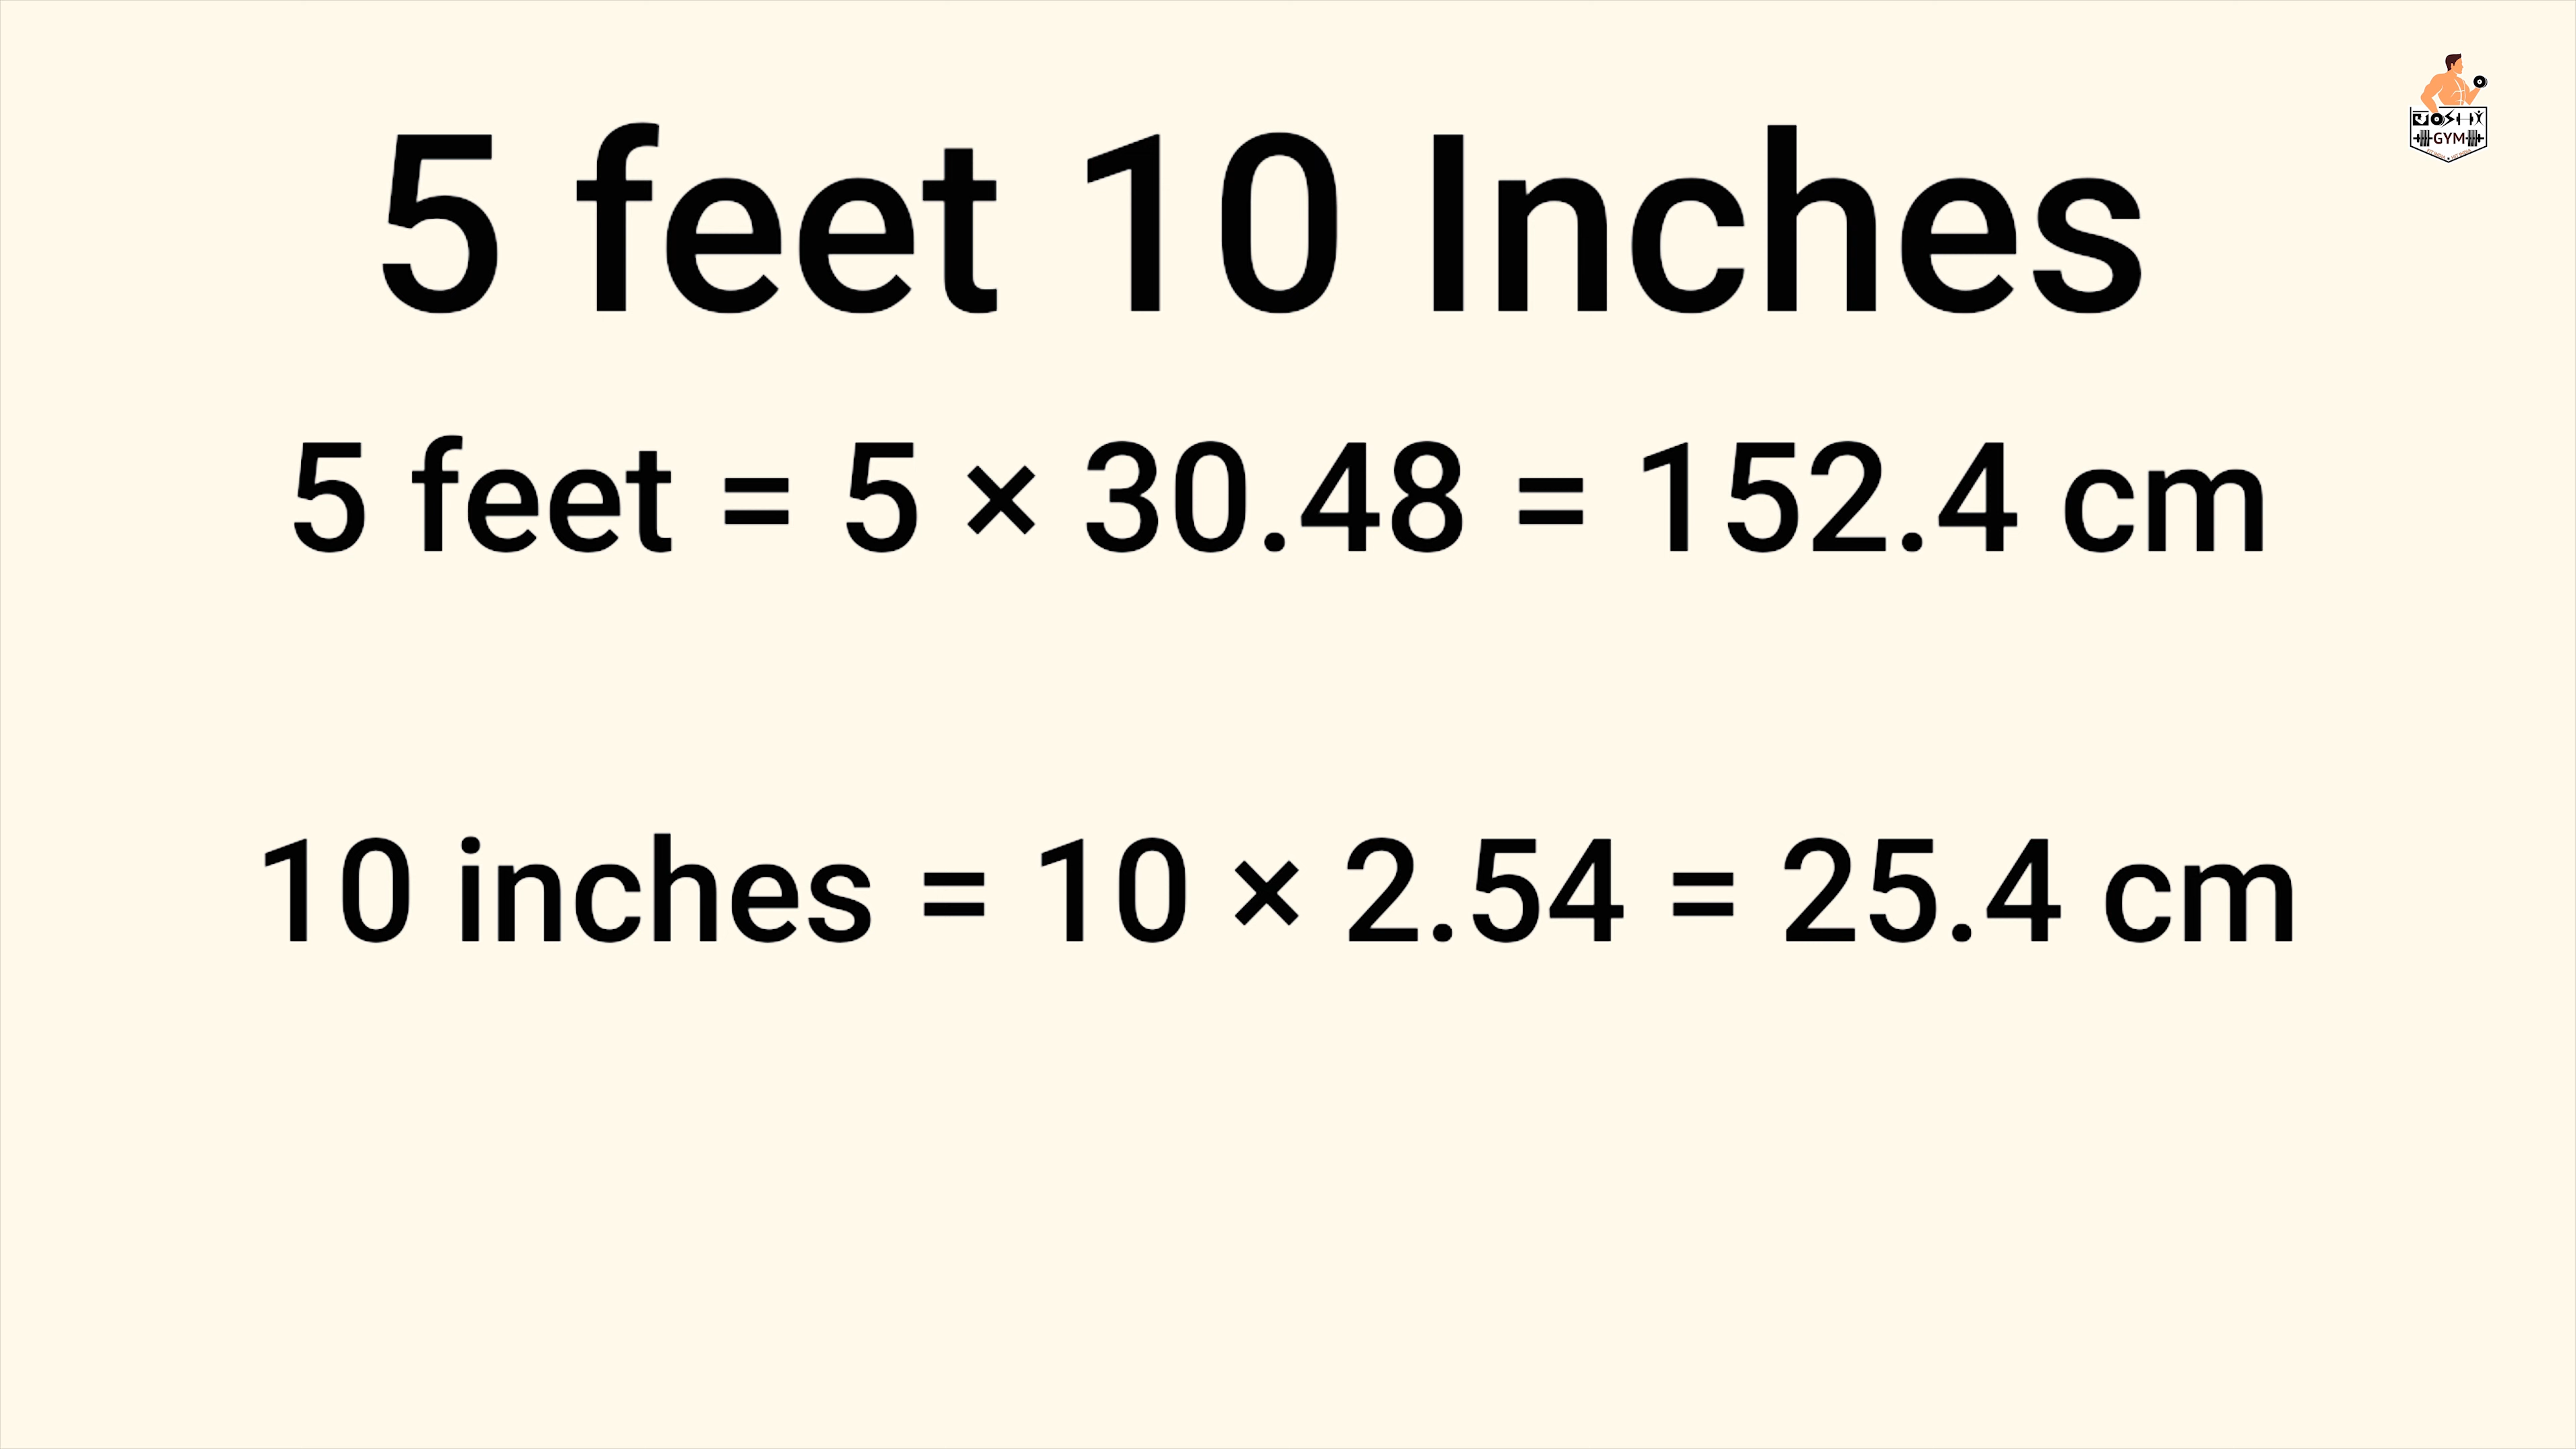 5 feet 10 Inches
JOSHI
GYM
5 feet = 5 × 30.48 = 152.4 cm
10 inches = 10 × 2.54 = 25.4 cm